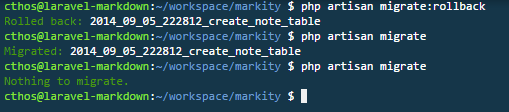 cthos@laravel-markdown:~/workspace/markity $ php artisan migrate:rollback
Rolled back: 2014_09_05_222812_create_note_table
cthos@laravel-markdown:~/workspace/markity $ php artisan migrate
Migrated: 2014_09_05_222812_create_note_table
cthos@laravel-markdown:~/workspace/markity $ php artisan migrate
Nothing to migrate.
cthos@laravel-markdown:~/workspace/markity $